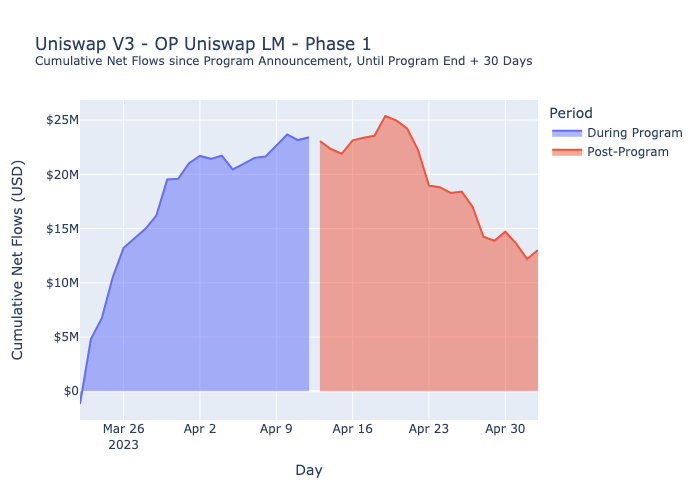 Uniswap V3 - OP Uniswap LM - Phase 1
Cumulative Net Flows since Program Announcement, Until Program End + 30 Days
Period
During Program
Post-Program
Cumulative Net Flows (USD)
$25M
$20M
$15M
$10M
$5M
$0
Mar 26
2023
Apr 2
Apr 9
Apr 16
Apr 23
Apr 30
Day